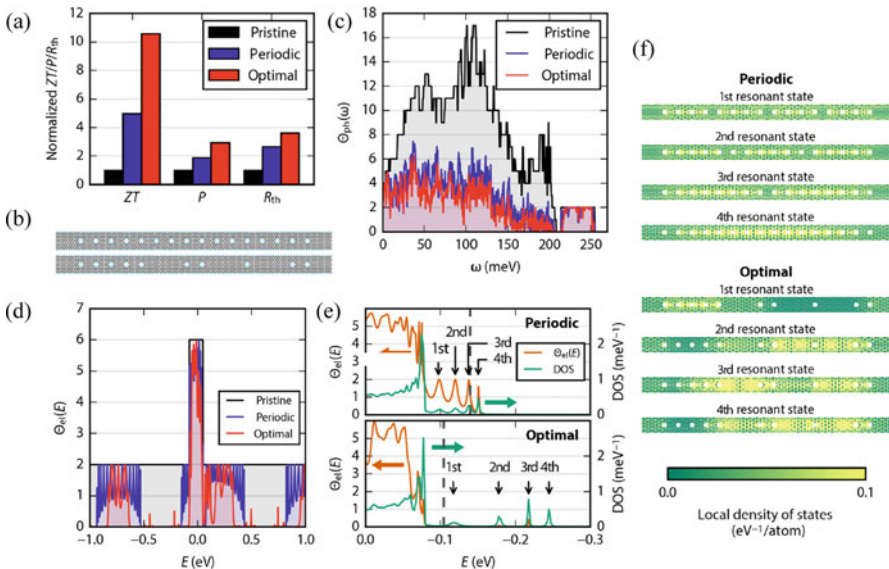 (a)
Normalized ZT/P/Rth
12
10
8
6
4
2
0
Pristine
Periodic
Optimal
ZT P Rth
(b)
(c)
Θph(ω)
18
16
14
12
10
8
6
4
2
0
Pristine
Periodic
Optimal
0 50 100 150 200 250
ω (meV)
(d)
Θel(E)
7
6
5
4
3
2
1
0
Pristine
Periodic
Optimal
−1.0 −0.5 0.0 0.5 1.0
E (eV)
(e)
Periodic
Θel(E)
5
4
3
2
1
0
1st
2nd
3rd
4th
Θel(E)
DOS
DOS (meV−1)
2
1
0
Optimal
Θel(E)
5
4
3
2
1
0
1st 2nd 3rd 4th
DOS (meV−1)
2
1
0
0.0 −0.1 −0.2 −0.3
E (eV)
(f)
Periodic
1st resonant state
2nd resonant state
3rd resonant state
4th resonant state
Optimal
1st resonant state
2nd resonant state
3rd resonant state
4th resonant state
0.0 0.1
Local density of states
(eV−1/atom)